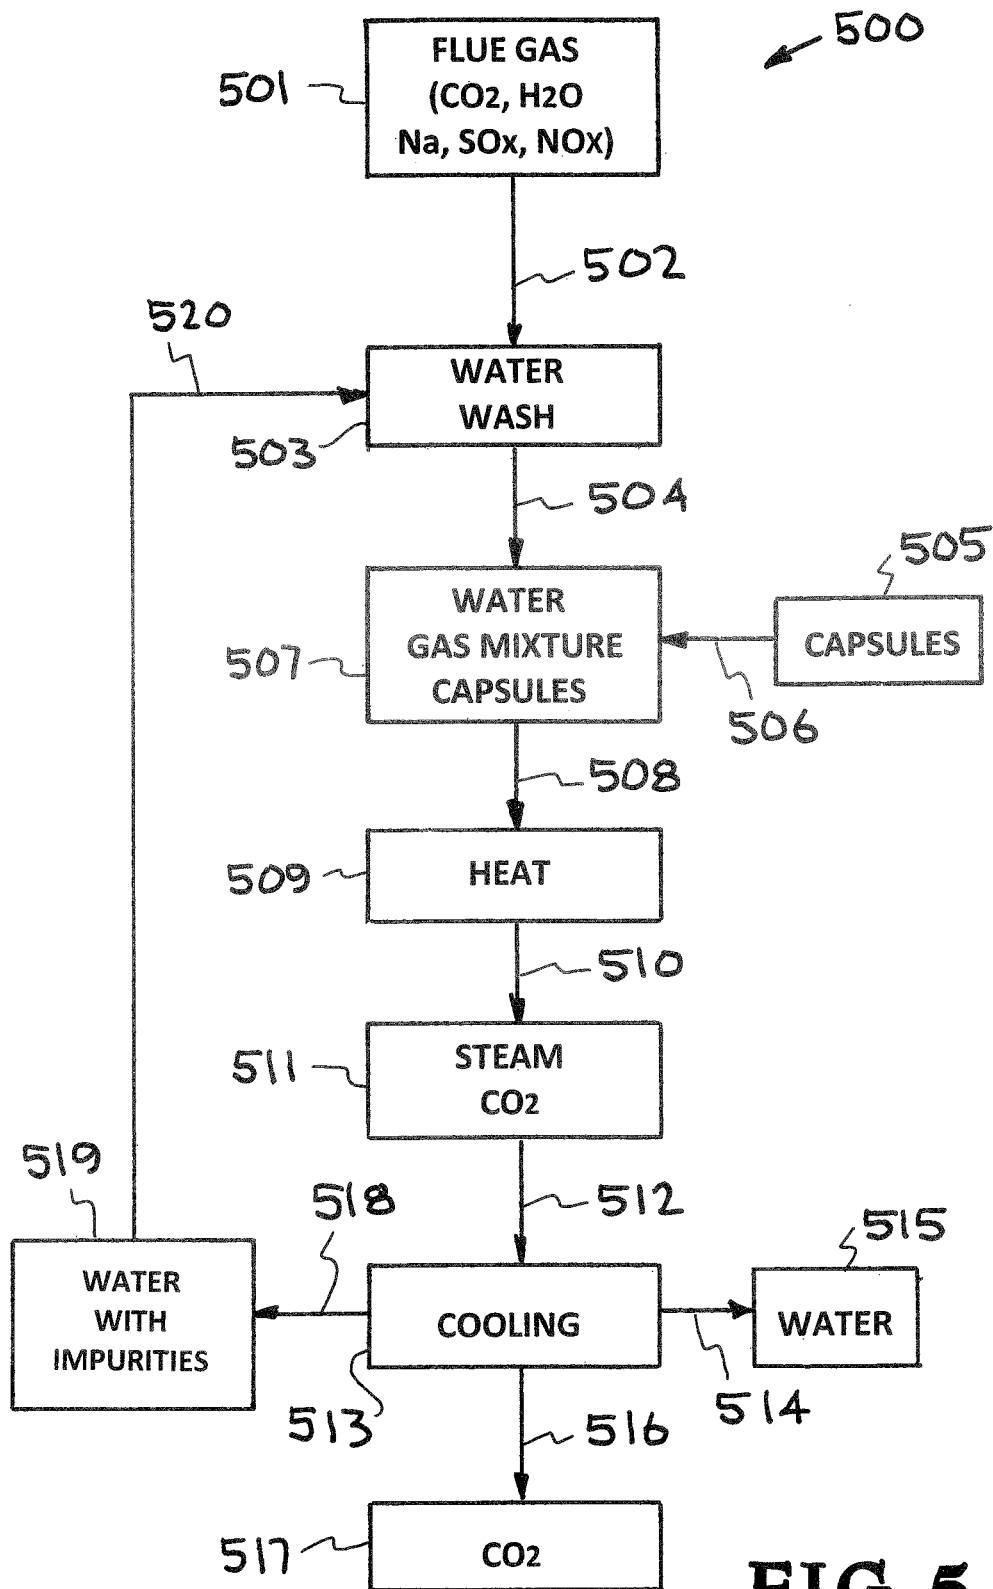 500
501
FLUE GAS
(CO2, H2O
Na, SOx, NOx)
502
520
WATER
WASH
503
504
505
WATER
GAS MIXTURE
CAPSULES
507
CAPSULES
506
508
509
HEAT
510
511
STEAM
CO2
519
518
512
515
WATER
WITH
IMPURITIES
COOLING
WATER
513
514
516
517
CO2
FIG. 5